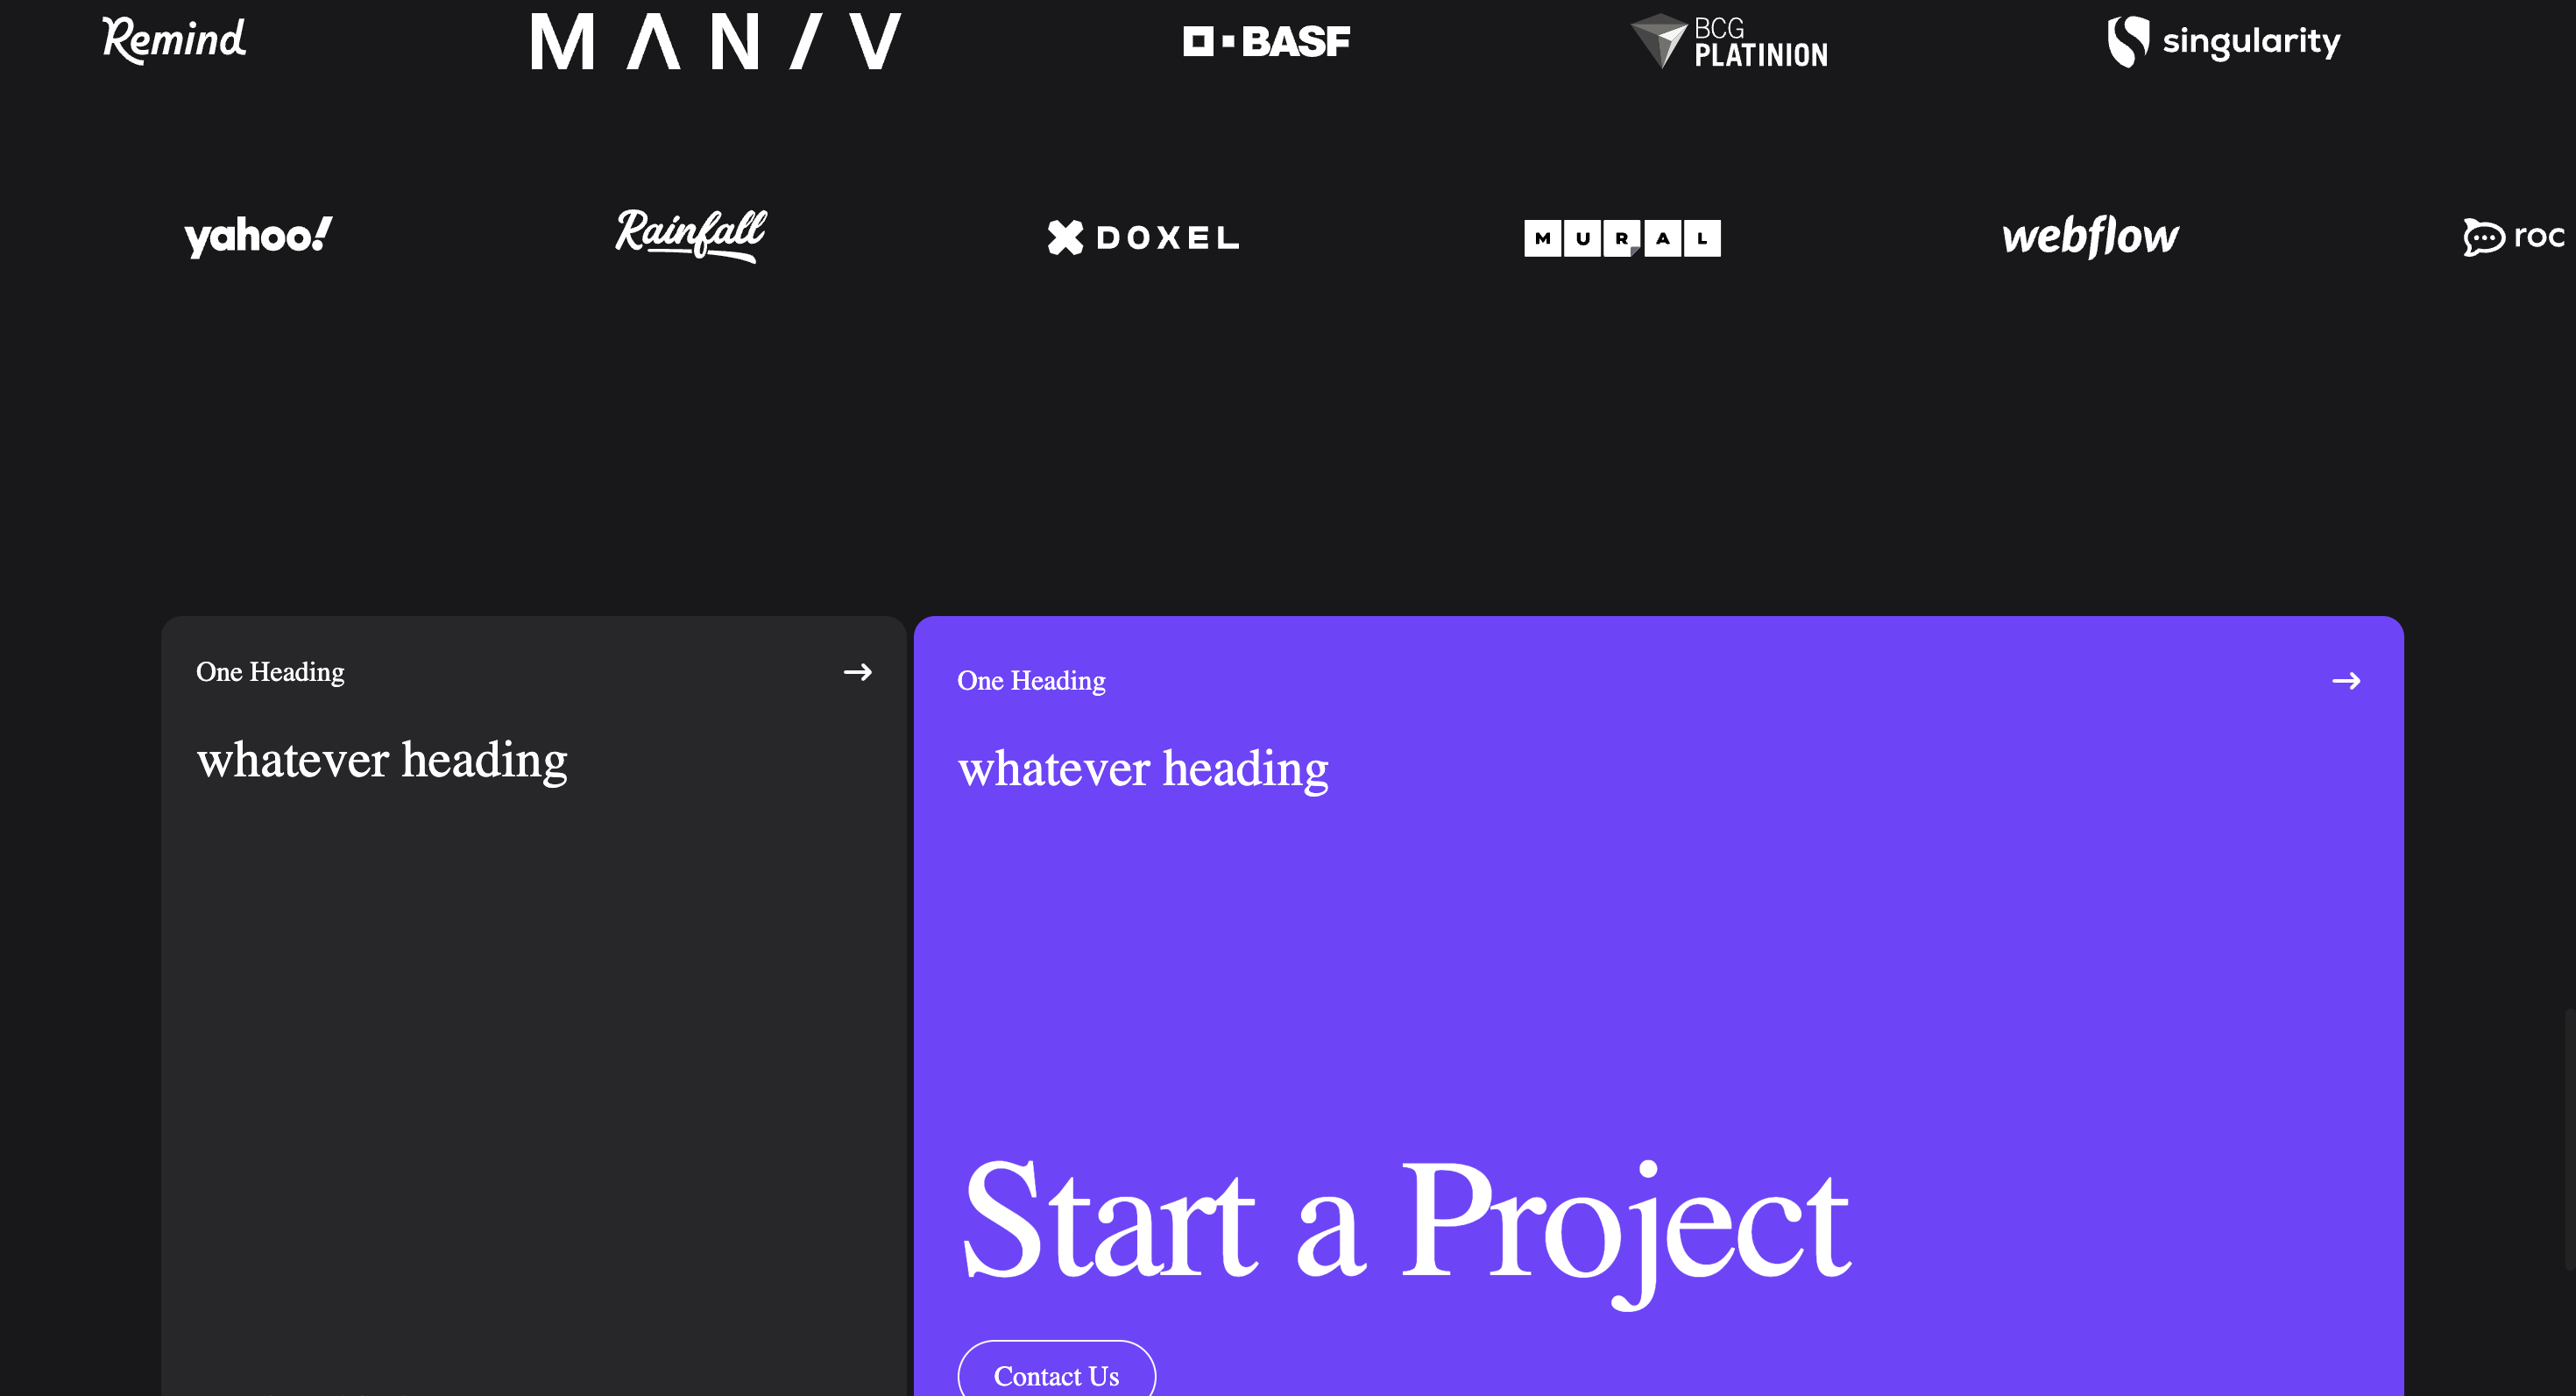 Remind
MANIV
BASF
BCG
PLATINION
singularity
yahoo!
Rainfall
DOXEL
MURAL
webflow
roc
One Heading
whatever heading
One Heading
whatever heading
Start a Project
Contact Us